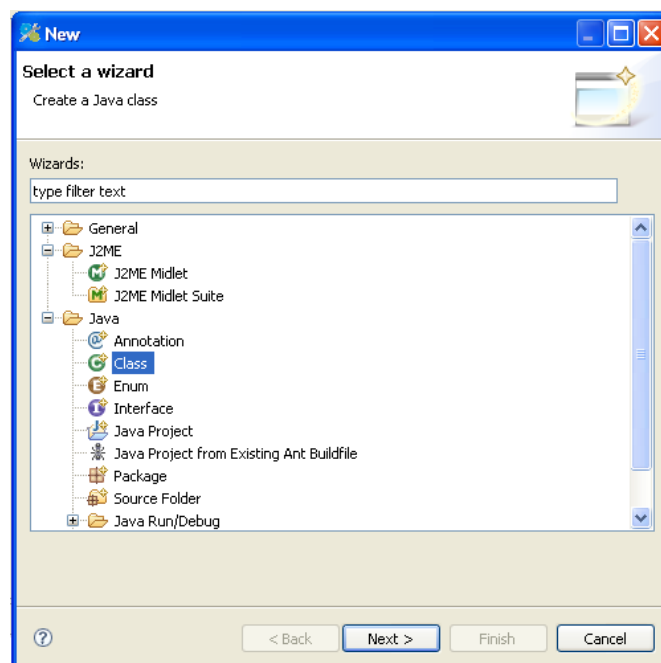 New
Select a wizard
Create a Java class
Wizards:
type filter text
General
J2ME
J2ME Midlet
J2ME Midlet Suite
Java
Annotation
Class
Enum
Interface
Java Project
Java Project from Existing Ant Buildfile
Package
Source Folder
Java Run/Debug
< Back Next > Finish Cancel